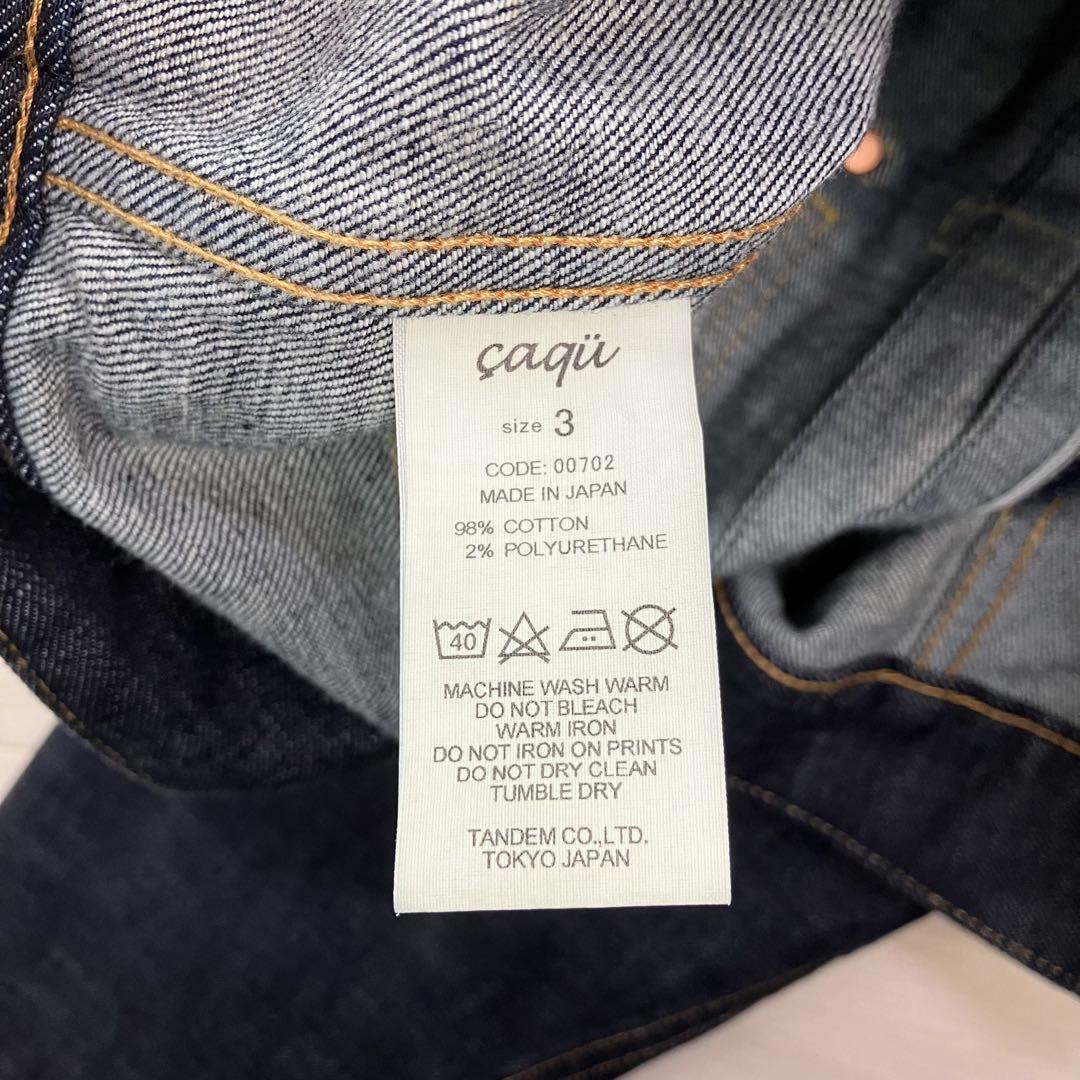 çaqü
size 3
CODE: 00702
MADE IN JAPAN
98% COTTON
2% POLYURETHANE
40
MACHINE WASH WARM
DO NOT BLEACH
WARM IRON
DO NOT IRON ON PRINTS
DO NOT DRY CLEAN
TUMBLE DRY
TANDEM CO.,LTD.
TOKYO JAPAN